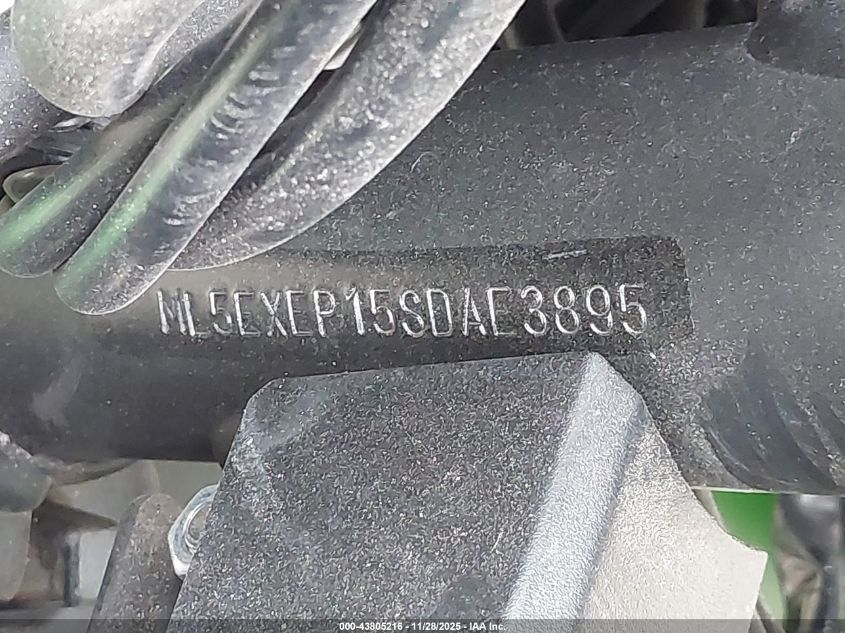 ML5EXEP15SDAE3895
000-43805216 - 11/28/2025 - IAA Inc.